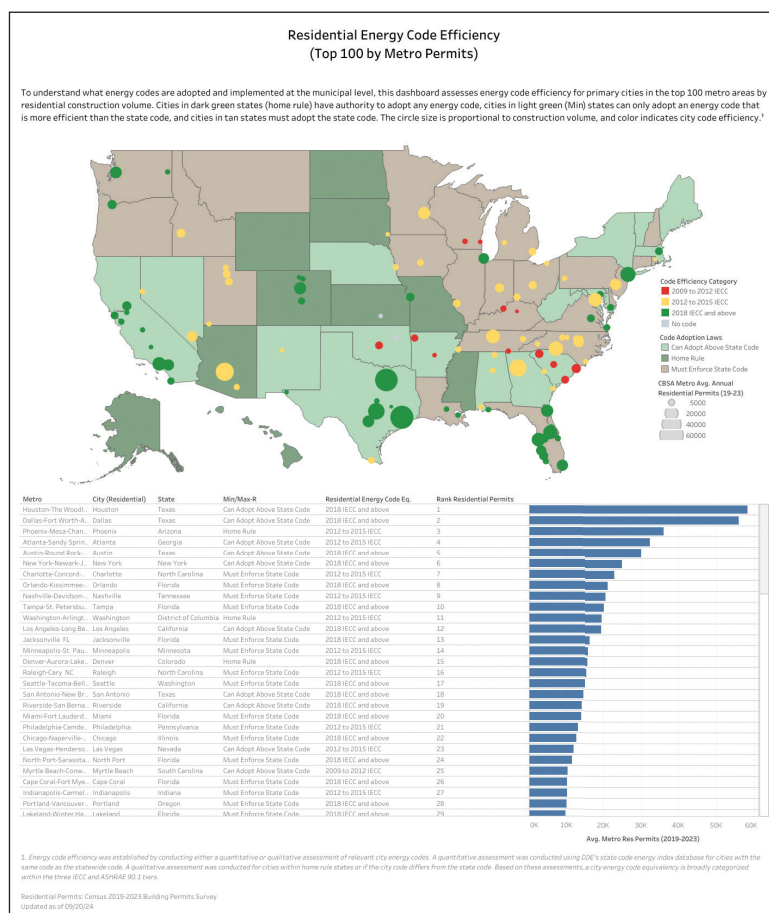 Residential Energy Code Efficiency
(Top 100 by Metro Permits)
To understand what energy codes are adopted and implemented at the municipal level, this dashboard assesses energy code efficiency for primary cities in the top 100 metro areas by
residential construction volume. Cities in dark green states (home rule) have authority to adopt any energy code, cities in light green (Min) states can only adopt an energy code that
is more efficient than the state code, and cities in tan states must adopt the state code. The circle size is proportional to construction volume, and color indicates city code efficiency.¹
Code Efficiency Category
2009 to 2012 IECC
2012 to 2015 IECC
2018 IECC and above
No code
Code Adoption Laws
Can Adopt Above State Code
Home Rule
Must Enforce State Code
CBSA Metro Avg. Annual
Residential Permits (19-23)
5000
20000
40000
60000
Metro City (Residential) State Min/Max-R Residential Energy Code Eq. Rank Residential Permits
Houston-The Woodl.. Houston Texas Can Adopt Above State Code 2018 IECC and above 1
Dallas-Fort Worth-A.. Dallas Texas Can Adopt Above State Code 2018 IECC and above 2
Phoenix-Mesa-Chan.. Phoenix Arizona Home Rule 2012 to 2015 IECC 3
Atlanta-Sandy Sprin.. Atlanta Georgia Can Adopt Above State Code 2012 to 2015 IECC 4
Austin-Round Rock-.. Austin Texas Can Adopt Above State Code 2018 IECC and above 5
New York-Newark-J.. New York New York Can Adopt Above State Code 2018 IECC and above 6
Charlotte-Concord-.. Charlotte North Carolina Must Enforce State Code 2012 to 2015 IECC 7
Orlando-Kissimmee-.. Orlando Florida Must Enforce State Code 2018 IECC and above 8
Nashville-Davidson-.. Nashville Tennessee Must Enforce State Code 2012 to 2015 IECC 9
Tampa-St. Petersbu.. Tampa Florida Must Enforce State Code 2018 IECC and above 10
Washington-Arlingt.. Washington District of Columbia Home Rule 2012 to 2015 IECC 11
Los Angeles-Long Be.. Los Angeles California Can Adopt Above State Code 2018 IECC and above 12
Jacksonville FL Jacksonville Florida Must Enforce State Code 2018 IECC and above 13
Minneapolis-St. Pau.. Minneapolis Minnesota Must Enforce State Code 2012 to 2015 IECC 14
Denver-Aurora-Lake.. Denver Colorado Home Rule 2018 IECC and above 15
Raleigh-Cary NC Raleigh North Carolina Must Enforce State Code 2012 to 2015 IECC 16
Seattle-Tacoma-Bell.. Seattle Washington Must Enforce State Code 2018 IECC and above 17
San Antonio-New Br.. San Antonio Texas Can Adopt Above State Code 2018 IECC and above 18
Riverside-San Berna.. Riverside California Can Adopt Above State Code 2018 IECC and above 19
Miami-Fort Lauderd.. Miami Florida Must Enforce State Code 2018 IECC and above 20
Philadelphia-Camde.. Philadelphia Pennsylvania Must Enforce State Code 2012 to 2015 IECC 21
Chicago-Naperville-.. Chicago Illinois Must Enforce State Code 2018 IECC and above 22
Las Vegas-Henderso.. Las Vegas Nevada Can Adopt Above State Code 2012 to 2015 IECC 23
North Port-Sarasota.. North Port Florida Must Enforce State Code 2018 IECC and above 24
Myrtle Beach-Conw.. Myrtle Beach South Carolina Can Adopt Above State Code 2009 to 2012 IECC 25
Cape Coral-Fort Mye.. Cape Coral Florida Must Enforce State Code 2018 IECC and above 26
Indianapolis-Carmel.. Indianapolis Indiana Must Enforce State Code 2012 to 2015 IECC 27
Portland-Vancouver.. Portland Oregon Must Enforce State Code 2018 IECC and above 28
Lakeland-Winter Ha.. Lakeland Florida Must Enforce State Code 2018 IECC and above 29
0K 10K 20K 30K 40K 50K 60K
Avg. Metro Res Permits (2019-2023)
1. Energy code efficiency was established by conducting either a quantitative or qualitative assessment of relevant city energy codes. A quantitative assessment was conducted using DOE's state code energy index database for cities with the
same code as the statewide code. A qualitative assessment was conducted for cities within home rule states or if the city code differs from the state code. Based on these assessments, a city energy code equivalency is broadly categorized
within the three IECC and ASHRAE 90.1 tiers.
Residential Permits: Census 2019-2023 Building Permits Survey
Updated as of 09/20/24